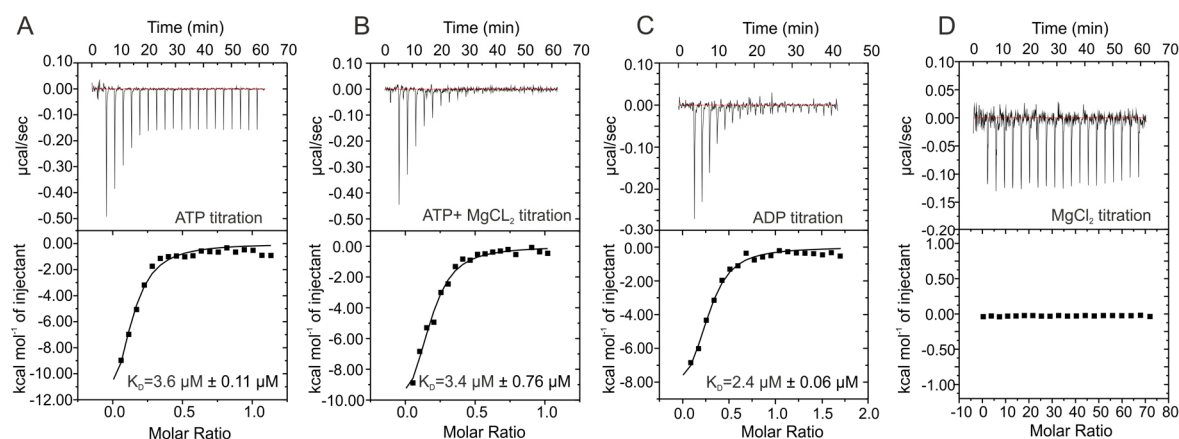 A
Time (min)
0 10 20 30 40 50 60 70
0.10
0.00
-0.10
-0.20
-0.30
-0.40
-0.50
µcal/sec
ATP titration
0.00
-2.00
-4.00
-6.00
-8.00
-10.00
-12.00
kcal mol⁻¹ of injectant
K_D=3.6 µM ± 0.11 µM
0.0 0.5 1.0
Molar Ratio
B
Time (min)
0 10 20 30 40 50 60 70
0.10
0.00
-0.10
-0.20
-0.30
-0.40
-0.50
µcal/sec
ATP+ MgCL₂ titration
0.00
-2.00
-4.00
-6.00
-8.00
-10.00
kcal mol⁻¹ of injectant
K_D=3.4 µM ± 0.76 µM
0.0 0.5 1.0
Molar Ratio
C
Time (min)
0 10 20 30 40 50
0.10
0.00
-0.10
-0.20
-0.30
µcal/sec
ADP titration
0.00
-2.00
-4.00
-6.00
-8.00
kcal mol⁻¹ of injectant
K_D=2.4 µM ± 0.06 µM
0.0 0.5 1.0 1.5 2.0
Molar Ratio
D
Time (min)
0 10 20 30 40 50 60 70
0.10
0.05
0.00
-0.05
-0.10
-0.15
-0.20
µcal/sec
MgCl₂ titration
1.00
0.50
0.00
-0.50
-1.00
kcal mol⁻¹ of injectant
-10 0 10 20 30 40 50 60 70 80
Molar Ratio